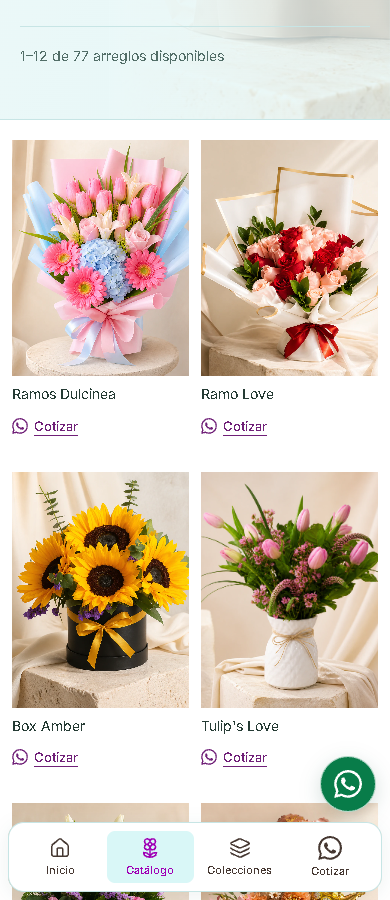 1–12 de 77 arreglos disponibles
Ramos Dulcinea
Ramo Love
Cotizar
Cotizar
Box Amber
Tulip's Love
Cotizar
Cotizar
Inicio
Catálogo
Colecciones
Cotizar